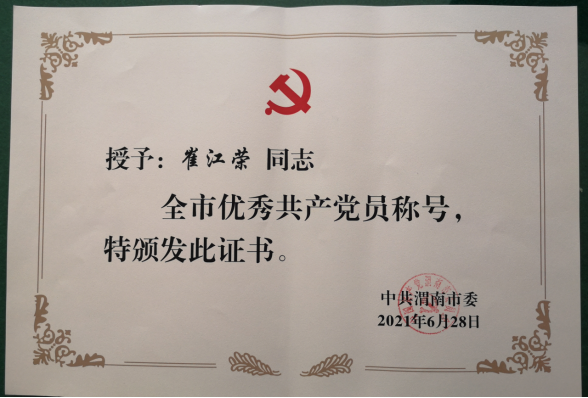 授予：崔江荣 同志
全市优秀共产党员称号，
特颁发此证书。
中共渭南市委
2021年6月28日